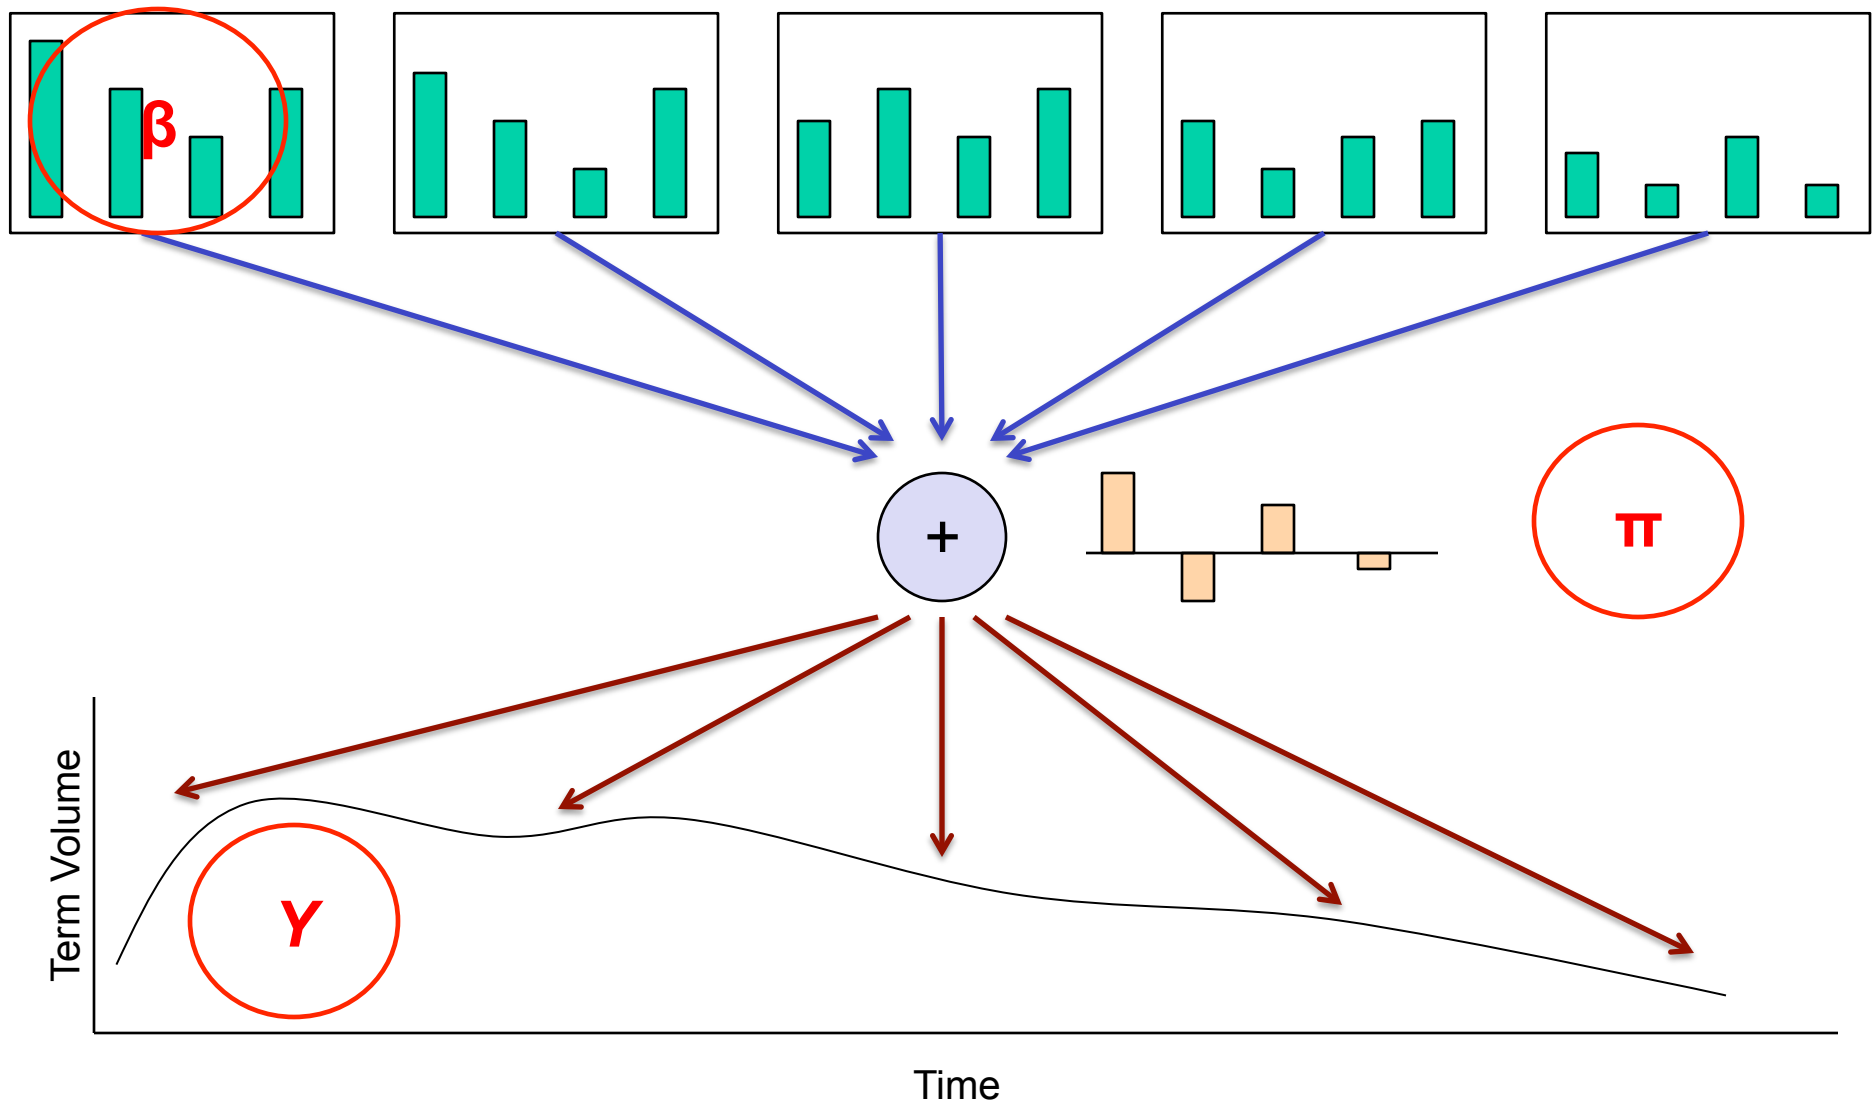 β
+
π
Term Volume
Y
Time